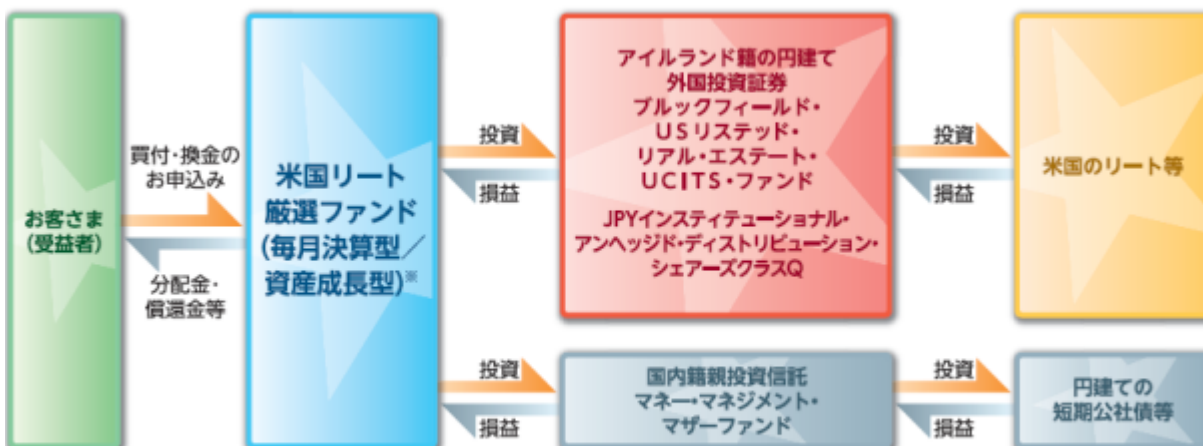 お客さま
(受益者)
買付・換金の
お申込み
分配金・
償還金等
米国リート
厳選ファンド
(毎月決算型／
資産成長型)※
投資
損益
アイルランド籍の円建て
外国投資証券
ブルックフィールド・
USリステッド・
リアル・エステート・
UCITS・ファンド
JPYインスティテューショナル・
アンヘッジド・ディストリビューション・
シェアーズクラスQ
投資
損益
米国のリート等
投資
損益
国内籍親投資信託
マネー・マネジメント・
マザーファンド
投資
損益
円建ての
短期公社債等